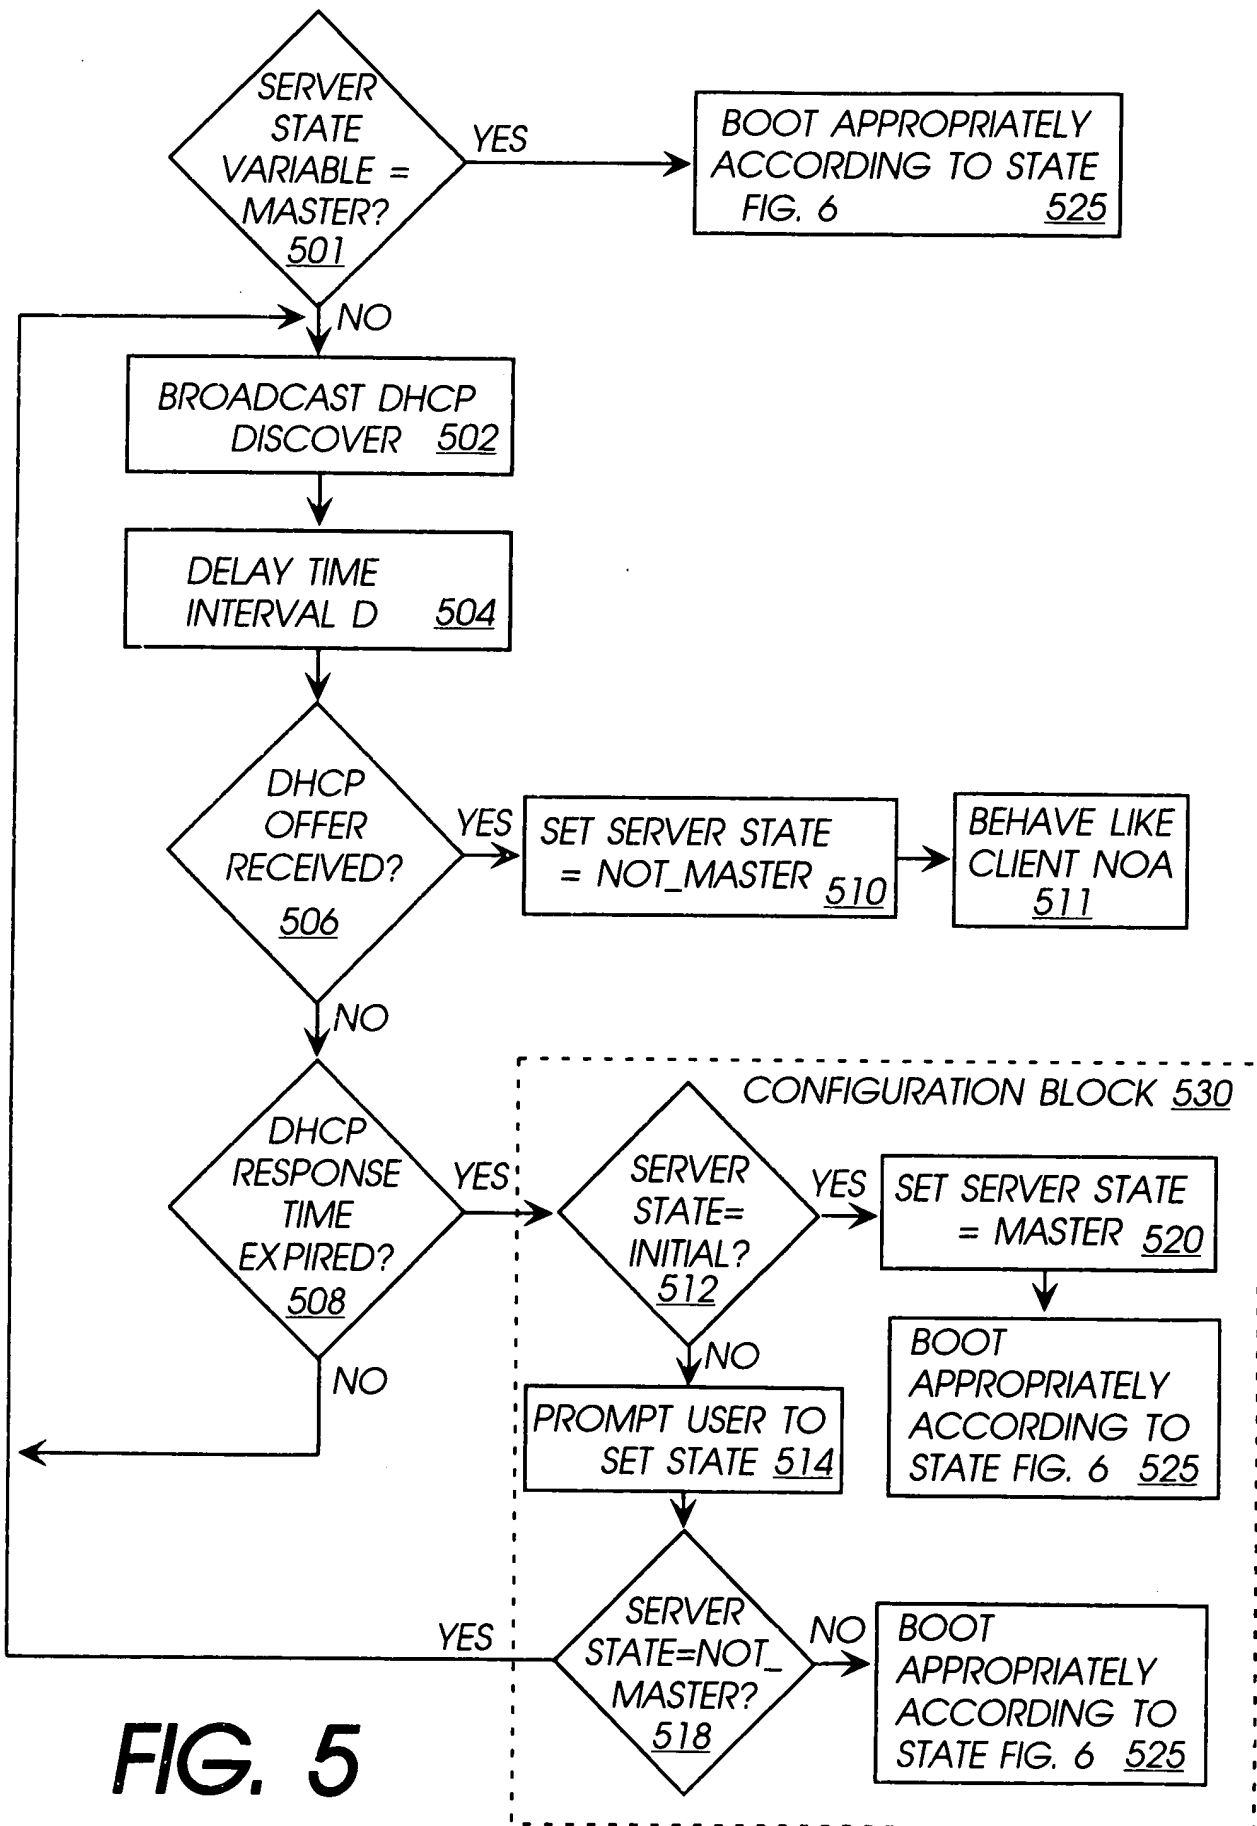 SERVER
STATE
VARIABLE =
MASTER?
501
YES
BOOT APPROPRIATELY
ACCORDING TO STATE
FIG. 6 525
NO
BROADCAST DHCP
DISCOVER 502
DELAY TIME
INTERVAL D 504
DHCP
OFFER
RECEIVED?
506
YES
SET SERVER STATE
= NOT_MASTER 510
BEHAVE LIKE
CLIENT NOA
511
NO
DHCP
RESPONSE
TIME
EXPIRED?
508
YES
NO
CONFIGURATION BLOCK 530
SERVER
STATE=
INITIAL?
512
YES
SET SERVER STATE
= MASTER 520
BOOT
APPROPRIATELY
ACCORDING TO
STATE FIG. 6 525
NO
PROMPT USER TO
SET STATE 514
SERVER
STATE=NOT_
MASTER?
518
YES
NO
BOOT
APPROPRIATELY
ACCORDING TO
STATE FIG. 6 525
FIG. 5